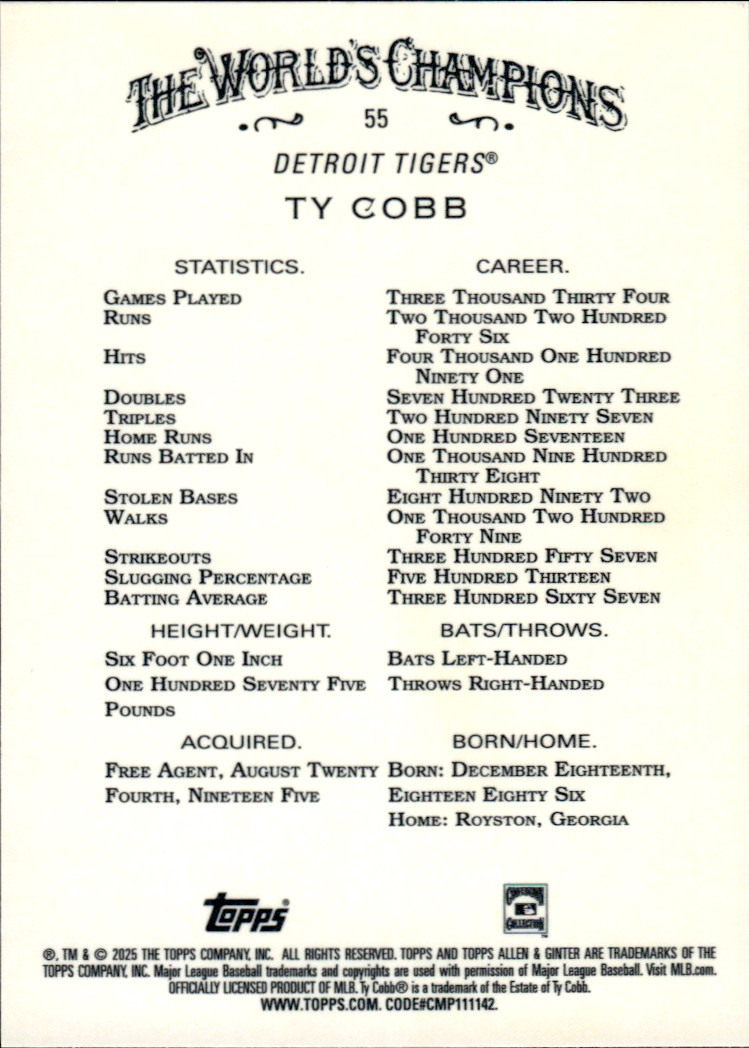 THE WORLD'S CHAMPIONS
55
DETROIT TIGERS®
TY COBB
STATISTICS. CAREER.
GAMES PLAYED THREE THOUSAND THIRTY FOUR
RUNS TWO THOUSAND TWO HUNDRED
FORTY SIX
HITS FOUR THOUSAND ONE HUNDRED
NINETY ONE
DOUBLES SEVEN HUNDRED TWENTY THREE
TRIPLES TWO HUNDRED NINETY SEVEN
HOME RUNS ONE HUNDRED SEVENTEEN
RUNS BATTED IN ONE THOUSAND NINE HUNDRED
THIRTY EIGHT
STOLEN BASES EIGHT HUNDRED NINETY TWO
WALKS ONE THOUSAND TWO HUNDRED
FORTY NINE
STRIKEOUTS THREE HUNDRED FIFTY SEVEN
SLUGGING PERCENTAGE FIVE HUNDRED THIRTEEN
BATTING AVERAGE THREE HUNDRED SIXTY SEVEN
HEIGHT/WEIGHT. BATS/THROWS.
SIX FOOT ONE INCH BATS LEFT-HANDED
ONE HUNDRED SEVENTY FIVE THROWS RIGHT-HANDED
POUNDS
ACQUIRED. BORN/HOME.
FREE AGENT, AUGUST TWENTY BORN: DECEMBER EIGHTEENTH,
FOURTH, NINETEEN FIVE EIGHTEEN EIGHTY SIX
HOME: ROYSTON, GEORGIA
Topps®
COOPERSTOWN
COLLECTION
®, TM & © 2025 THE TOPPS COMPANY, INC. ALL RIGHTS RESERVED. TOPPS AND TOPPS ALLEN & GINTER ARE TRADEMARKS OF THE
TOPPS COMPANY, INC. Major League Baseball trademarks and copyrights are used with permission of Major League Baseball. Visit MLB.com.
OFFICIALLY LICENSED PRODUCT OF MLB. Ty Cobb® is a trademark of the Estate of Ty Cobb.
WWW.TOPPS.COM. CODE#CMP111142.